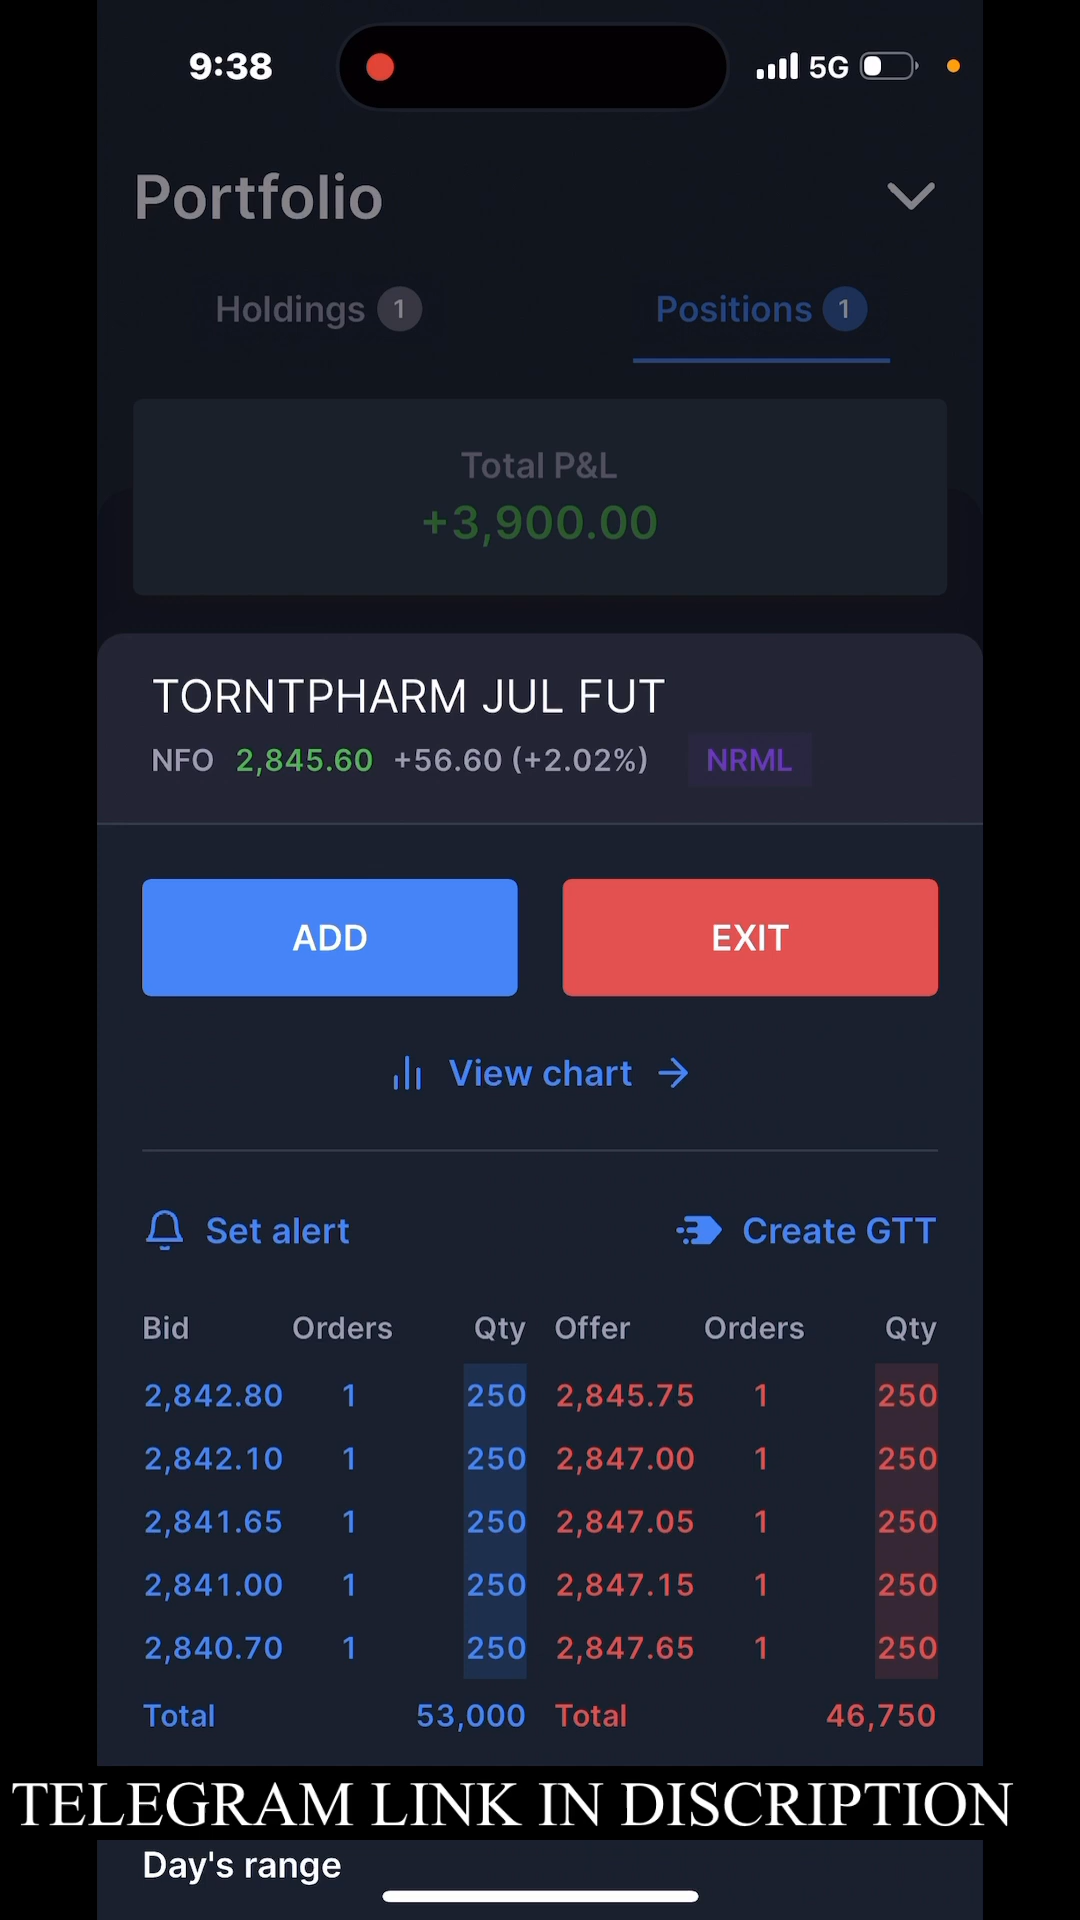 9:38 5G
Portfolio
Holdings 1 Positions 1
Total P&L
+3,900.00
TORNTPHARM JUL FUT
NFO 2,845.60 +56.60 (+2.02%) NRML
ADD EXIT
View chart
Set alert Create GTT
Bid Orders Qty Offer Orders Qty
2,842.80 1 250 2,845.75 1 250
2,842.10 1 250 2,847.00 1 250
2,841.65 1 250 2,847.05 1 250
2,841.00 1 250 2,847.15 1 250
2,840.70 1 250 2,847.65 1 250
Total 53,000 Total 46,750
TELEGRAM LINK IN DISCRIPTION
Day's range